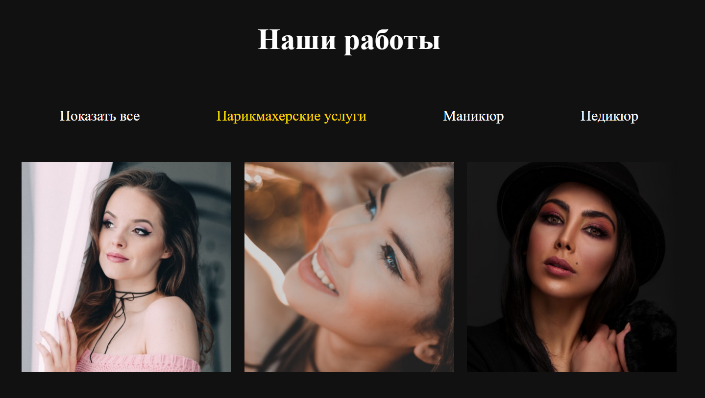 Наши работы
Показать все Парикмахерские услуги Маникюр Педикюр